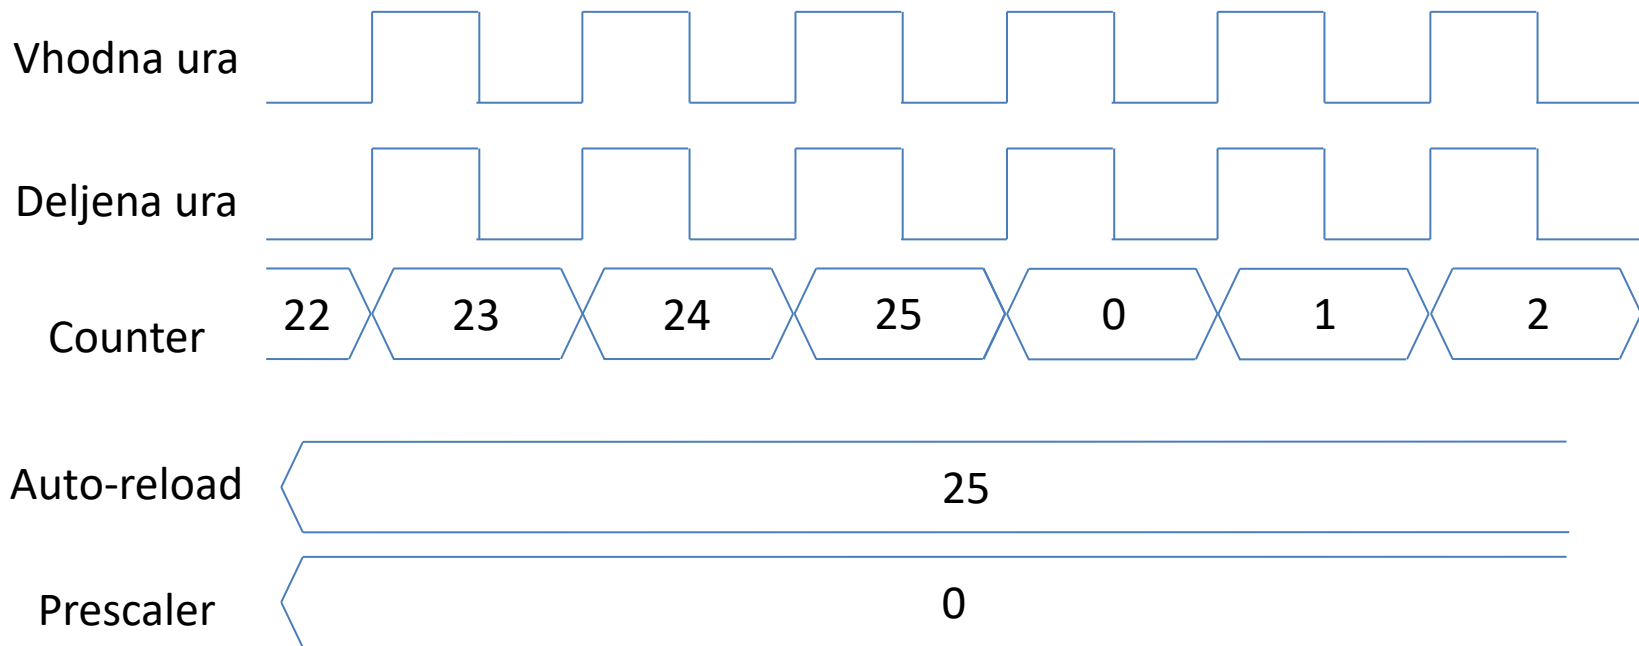 Vhodna ura
Deljena ura
Counter 22 23 24 25 0 1 2
Auto-reload 25
Prescaler 0